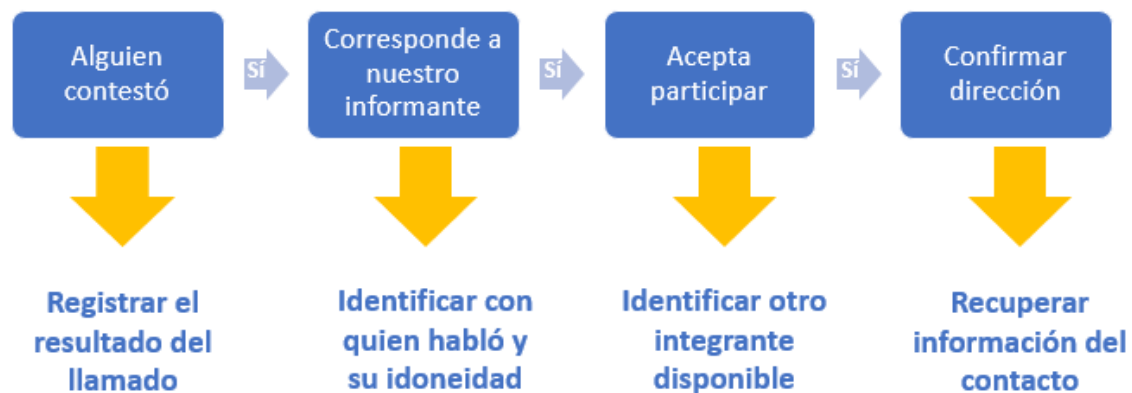 Alguien
contestó
Sí
Corresponde a
nuestro
informante
Sí
Acepta
participar
Sí
Confirmar
dirección
Registrar el
resultado del
llamado
Identificar con
quien habló y
su idoneidad
Identificar otro
integrante
disponible
Recuperar
información del
contacto